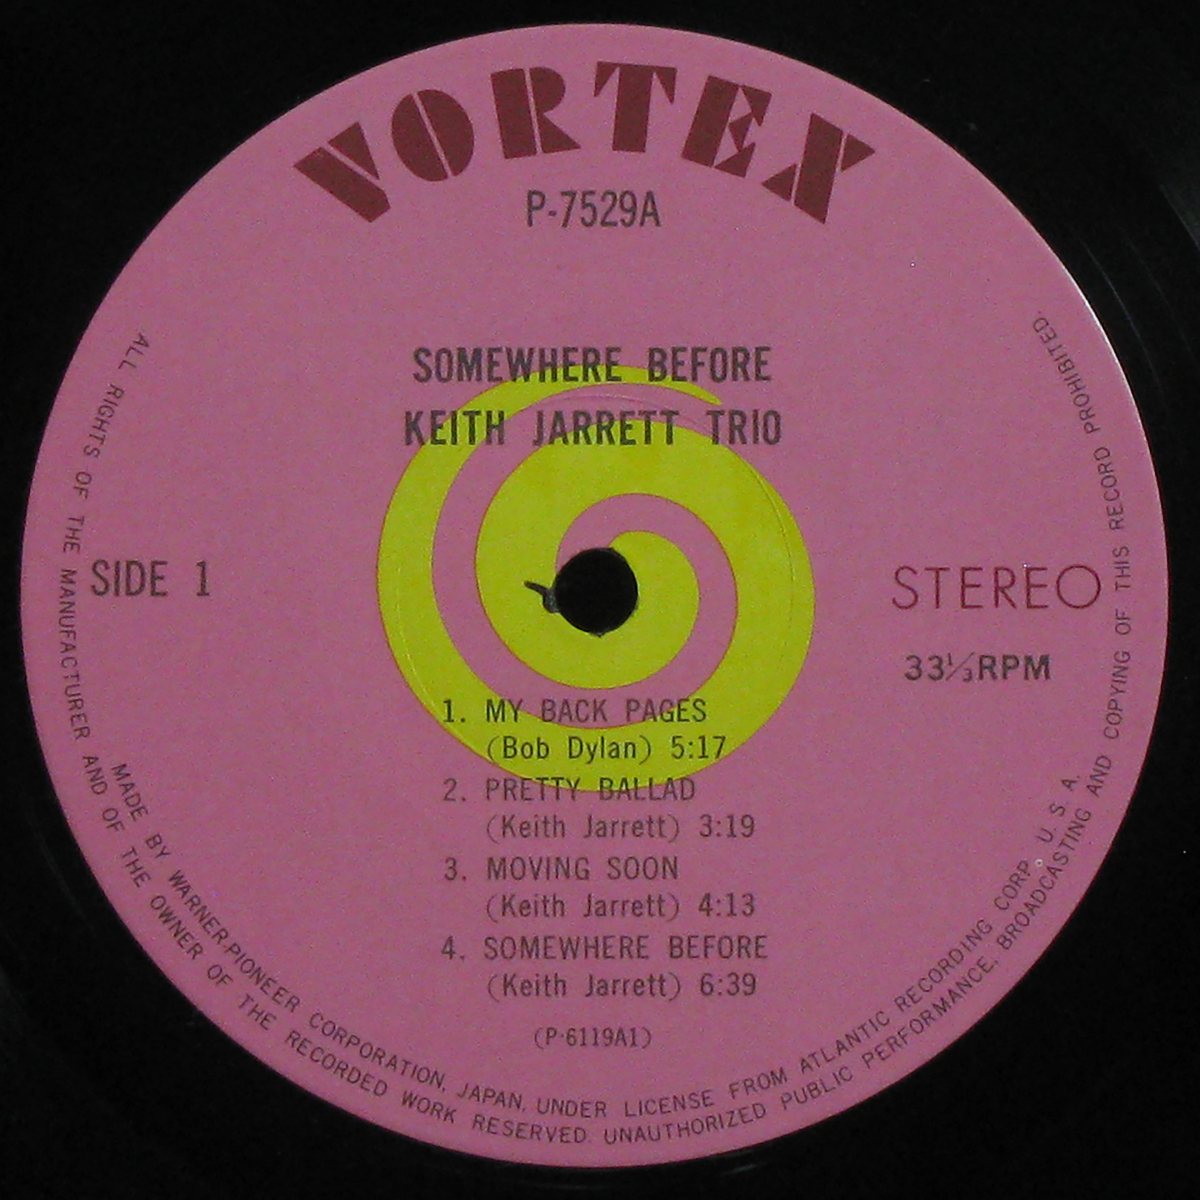 VORTEX
P-7529A
SOMEWHERE BEFORE
KEITH JARRETT TRIO
SIDE 1
STEREO
33⅓RPM
1. MY BACK PAGES
(Bob Dylan) 5:17
2. PRETTY BALLAD
(Keith Jarrett) 3:19
3. MOVING SOON
(Keith Jarrett) 4:13
4. SOMEWHERE BEFORE
(Keith Jarrett) 6:39
(P-6119A1)
MADE BY WARNER-PIONEER CORPORATION, JAPAN, UNDER LICENSE FROM ATLANTIC RECORDING CORP. U. S. A.
ALL RIGHTS OF THE MANUFACTURER AND OF THE OWNER OF THE RECORDED WORK RESERVED. UNAUTHORIZED PUBLIC PERFORMANCE, BROADCASTING AND COPYING OF THIS RECORD PROHIBITED.